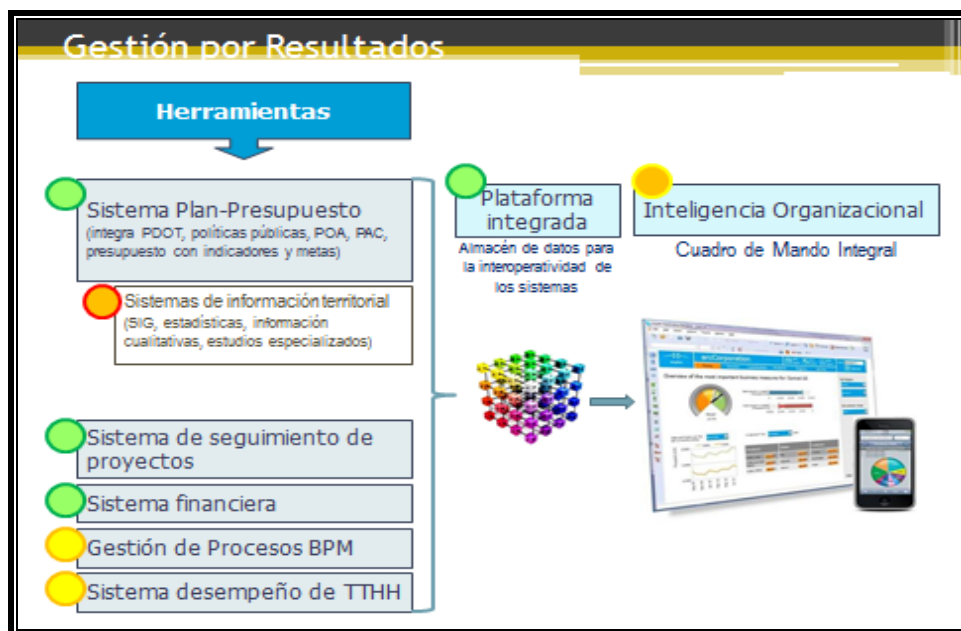 Gestión por Resultados
Herramientas
Sistema Plan-Presupuesto
(integra PDOT, políticas públicas, POA, PAC,
presupuesto con indicadores y metas)
Sistemas de información territorial
(SIG, estadísticas, información
cualitativas, estudios especializados)
Sistema de seguimiento de
proyectos
Sistema financiera
Gestión de Procesos BPM
Sistema desempeño de TTHH
Plataforma
integrada
Almacén de datos para
la interoperatividad de
los sistemas
Inteligencia Organizacional
Cuadro de Mando Integral